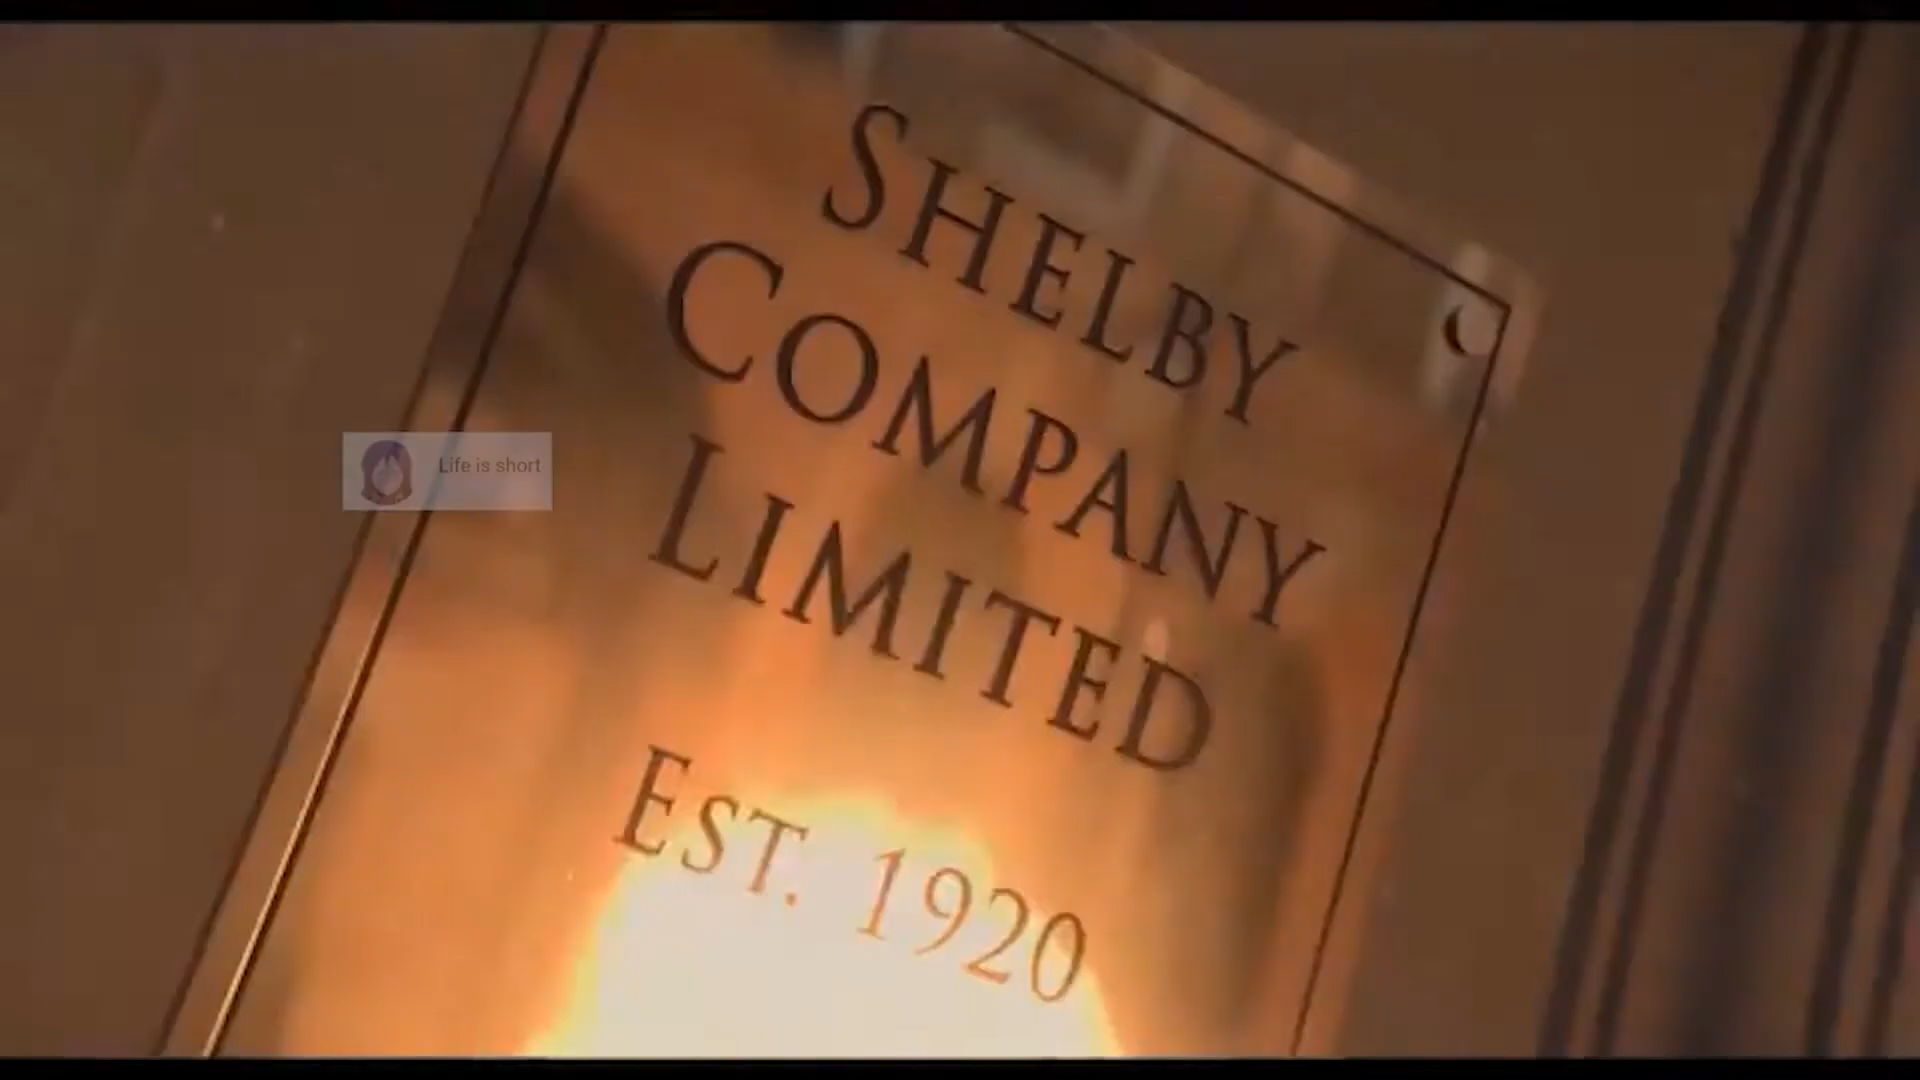 SHELBY
COMPANY
LIMITED
EST. 1920
Life is short